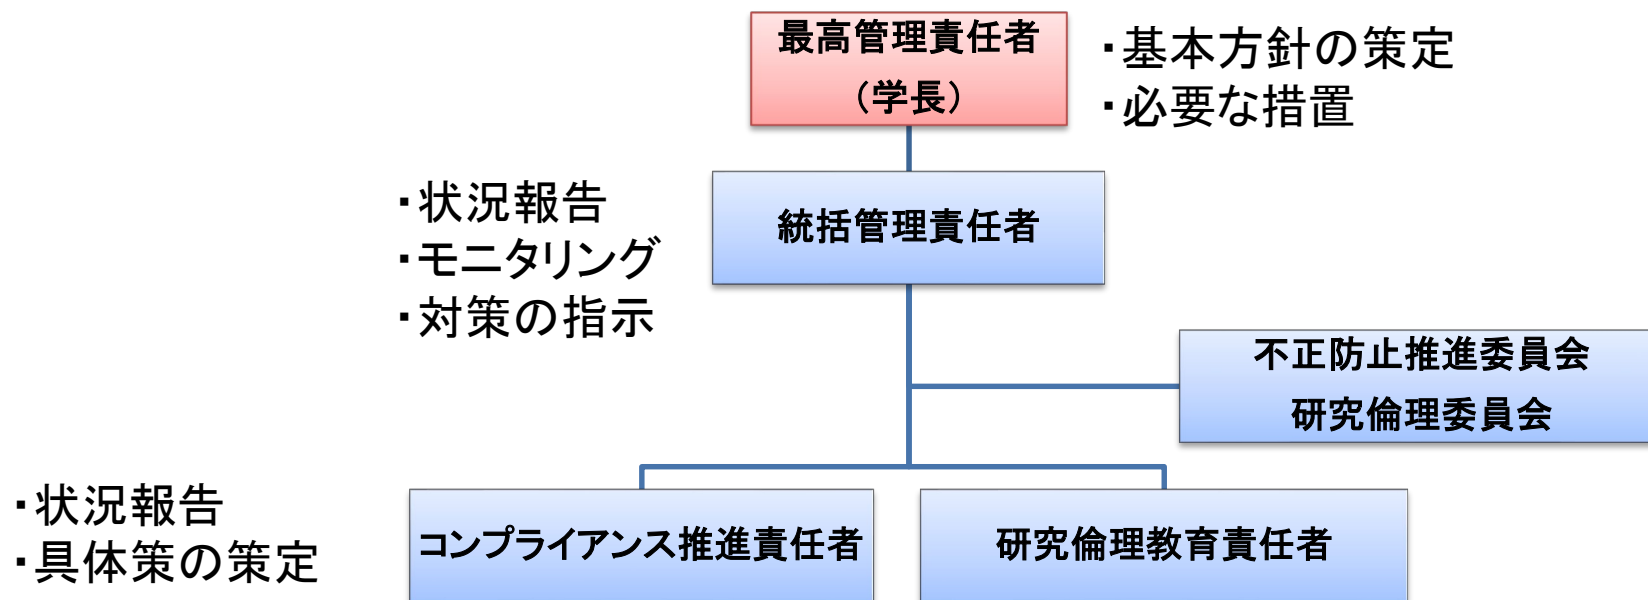 最高管理責任者
（学長）
・基本方針の策定
・必要な措置
・状況報告
・モニタリング
・対策の指示
統括管理責任者
不正防止推進委員会
研究倫理委員会
・状況報告
・具体策の策定
コンプライアンス推進責任者
研究倫理教育責任者